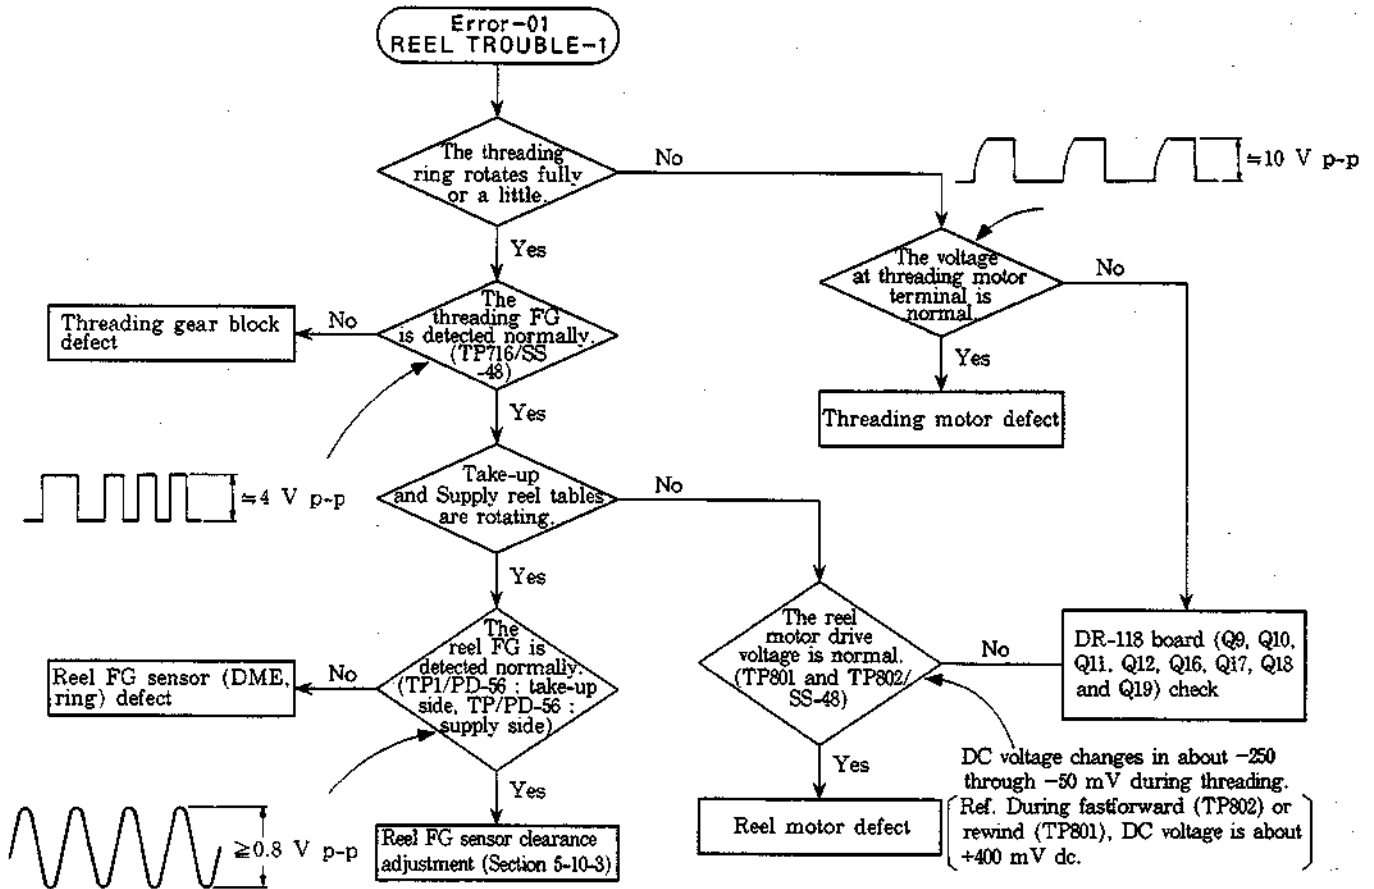 Error-01
REEL TROUBLE-1
The threading
ring rotates fully
or a little.
No
≒10 V p-p
Yes
The voltage
at threading motor
terminal is
normal.
No
The
threading FG
is detected normally.
(TP716/SS
-48)
No
Threading gear block
defect
Yes
Threading motor defect
Yes
Take-up
and Supply reel tables
are rotating.
No
≒4 V p-p
Yes
The
reel FG is
detected normally.
(TP1/PD-56 : take-up
side, TP/PD-56 :
supply side)
No
Reel FG sensor (DME,
ring) defect
The reel
motor drive
voltage is normal.
(TP801 and TP802/
SS-48)
No
DR-118 board (Q9, Q10,
Q11, Q12, Q16, Q17, Q18
and Q19) check
Yes
Yes
DC voltage changes in about -250
through -50 mV during threading.
Ref. During fastforward (TP802) or
rewind (TP801), DC voltage is about
+400 mV dc.
Reel motor defect
≧0.8 V p-p
Reel FG sensor clearance
adjustment (Section 5-10-3)